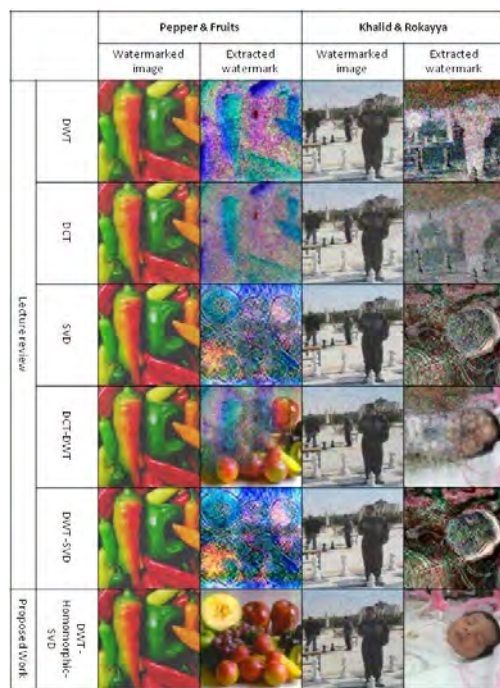 Pepper & Fruits
Khalid & Rokayya
Watermarked
image
Extracted
watermark
Watermarked
image
Extracted
watermark
Lecture review
DWT
DCT
SVD
DCT-DWT
DWT-SVD
Proposed Work
DWT-
Homomorphic-
SVD